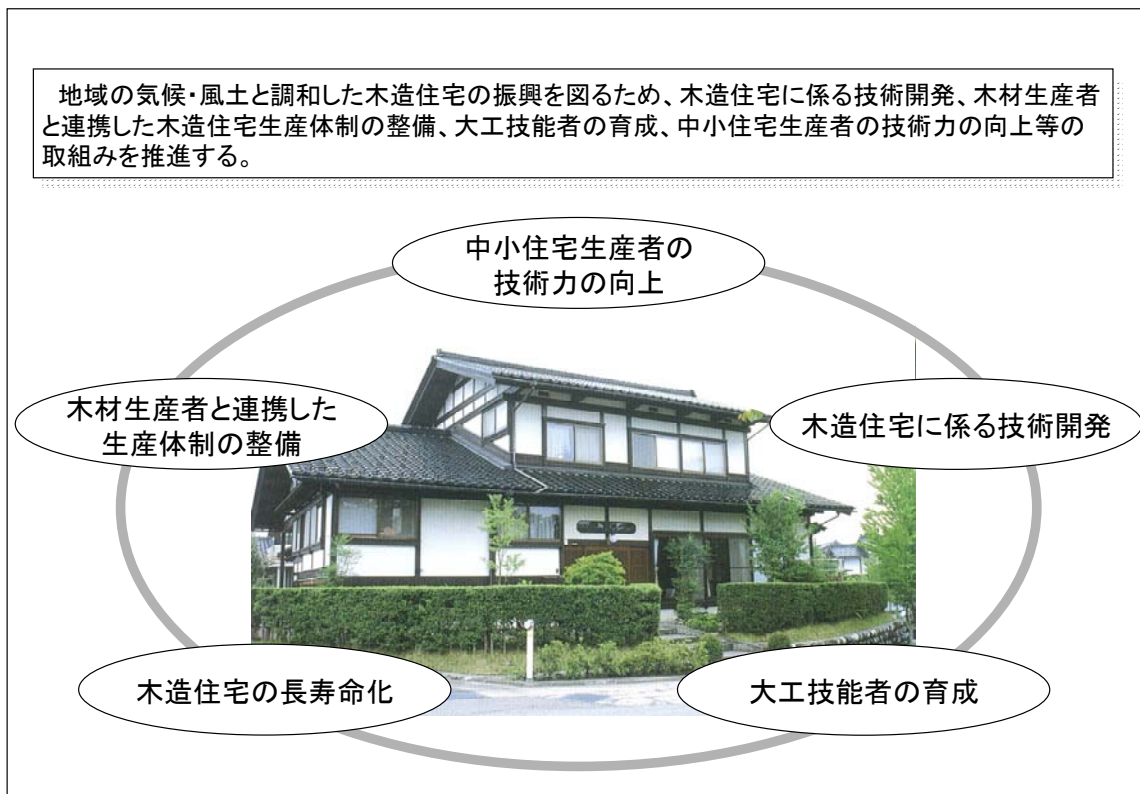 地域の気候・風土と調和した木造住宅の振興を図るため、木造住宅に係る技術開発、木材生産者
と連携した木造住宅生産体制の整備、大工技能者の育成、中小住宅生産者の技術力の向上等の
取組みを推進する。
中小住宅生産者の
技術力の向上
木材生産者と連携した
生産体制の整備
木造住宅に係る技術開発
木造住宅の長寿命化
大工技能者の育成